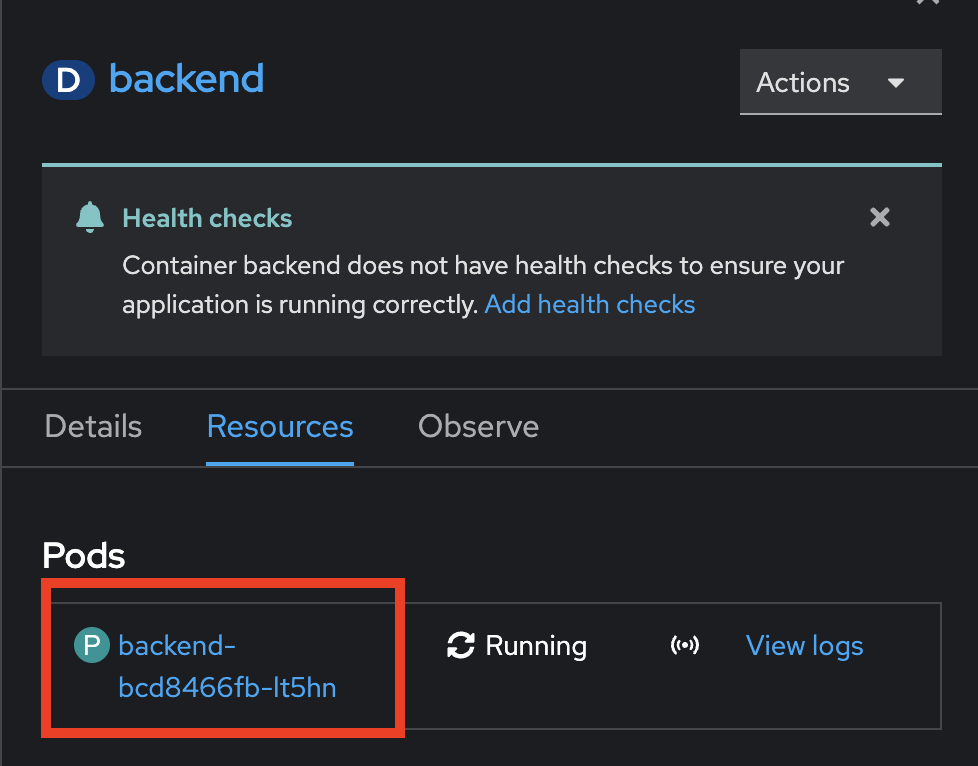 D backend
Actions
Health checks
Container backend does not have health checks to ensure your
application is running correctly. Add health checks
Details Resources Observe
Pods
P backend-
bcd8466fb-lt5hn
Running
View logs